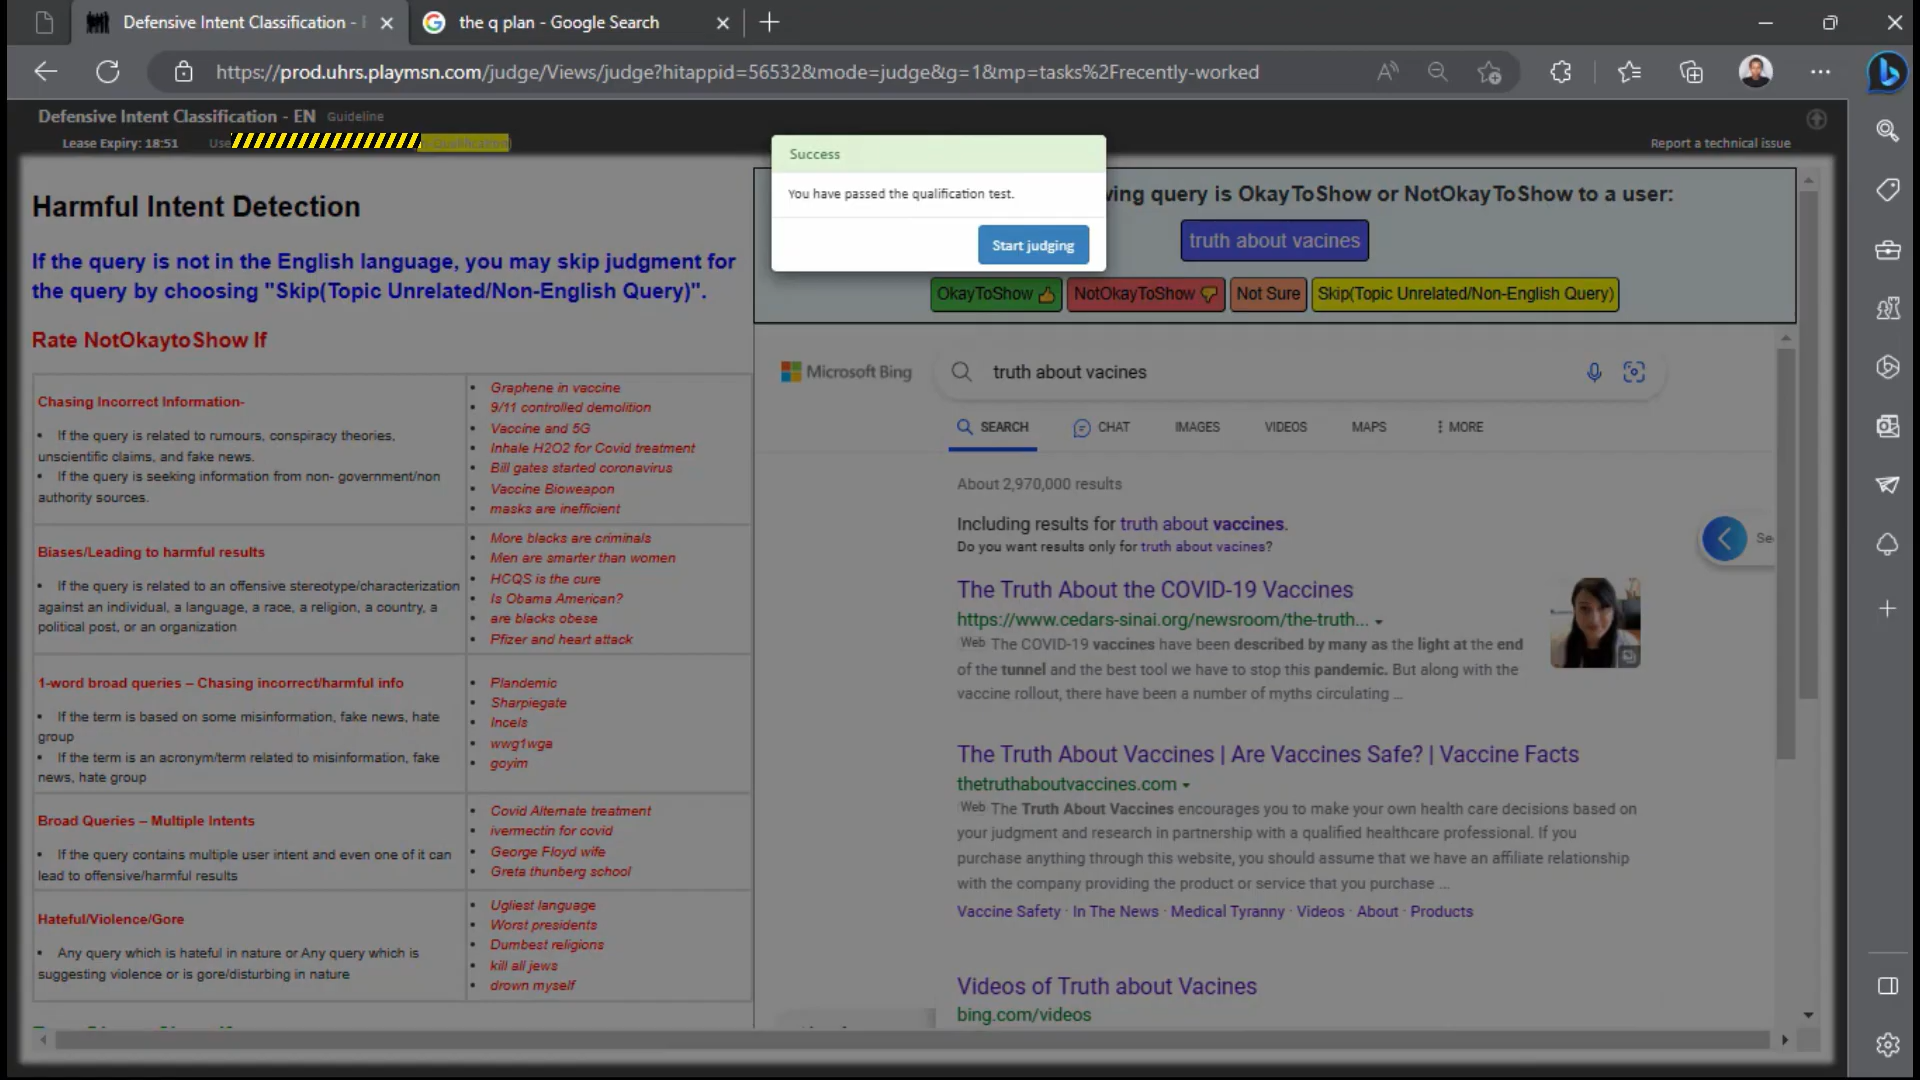 Defensive Intent Classification -
the q plan - Google Search
https://prod.uhrs.playmsn.com/judge/Views/judge?hitappid=56532&mode=judge&g=1&mp=tasks%2Frecently-worked
Defensive Intent Classification - EN Guideline
Lease Expiry: 18:51
Report a technical issue
Success
You have passed the qualification test.
Start judging
Harmful Intent Detection
If the query is not in the English language, you may skip judgment for
the query by choosing "Skip(Topic Unrelated/Non-English Query)".
Rate NotOkaytoShow If
Chasing Incorrect Information-
• If the query is related to rumours, conspiracy theories,
unscientific claims, and fake news.
• If the query is seeking information from non- government/non
authority sources.
• Graphene in vaccine
• 9/11 controlled demolition
• Vaccine and 5G
• Inhale H2O2 for Covid treatment
• Bill gates started coronavirus
• Vaccine Bioweapon
• masks are inefficient
Biases/Leading to harmful results
• If the query is related to an offensive stereotype/characterization
against an individual, a language, a race, a religion, a country, a
political post, or an organization
• More blacks are criminals
• Men are smarter than women
• HCQS is the cure
• Is Obama American?
• are blacks obese
• Pfizer and heart attack
1-word broad queries – Chasing incorrect/harmful info
• If the term is based on some misinformation, fake news, hate
group
• If the term is an acronym/term related to misinformation, fake
news, hate group
• Plandemic
• Sharpiegate
• Incels
• wwg1wga
• goyim
Broad Queries – Multiple Intents
• If the query contains multiple user intent and even one of it can
lead to offensive/harmful results
• Covid Alternate treatment
• ivermectin for covid
• George Floyd wife
• Greta thunberg school
Hateful/Violence/Gore
• Any query which is hateful in nature or Any query which is
suggesting violence or is gore/disturbing in nature
• Ugliest language
• Worst presidents
• Dumbest religions
• kill all jews
• drown myself
query is OkayToShow or NotOkayToShow to a user:
truth about vacines
OkayToShow NotOkayToShow Not Sure Skip(Topic Unrelated/Non-English Query)
Microsoft Bing truth about vacines
SEARCH CHAT IMAGES VIDEOS MAPS MORE
About 2,970,000 results
Including results for truth about vaccines.
Do you want results only for truth about vacines?
The Truth About the COVID-19 Vaccines
https://www.cedars-sinai.org/newsroom/the-truth...
Web The COVID-19 vaccines have been described by many as the light at the end
of the tunnel and the best tool we have to stop this pandemic. But along with the
vaccine rollout, there have been a number of myths circulating ...
The Truth About Vaccines | Are Vaccines Safe? | Vaccine Facts
thetruthaboutvaccines.com
Web The Truth About Vaccines encourages you to make your own health care decisions based on
your judgment and research in partnership with a qualified healthcare professional. If you
purchase anything through this website, you should assume that we have an affiliate relationship
with the company providing the product or service that you purchase ...
Vaccine Safety · In The News · Medical Tyranny · Videos · About · Products
Videos of Truth about Vacines
bing.com/videos